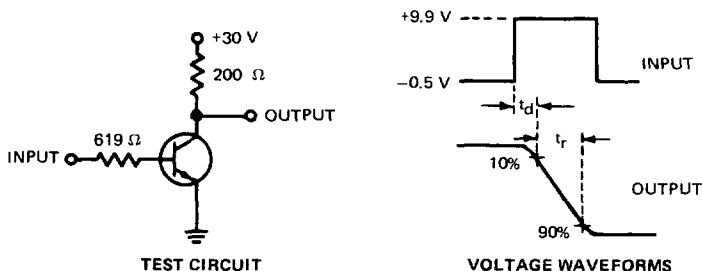 +30 V
200 Ω
OUTPUT
619 Ω
INPUT
TEST CIRCUIT
+9.9 V
INPUT
−0.5 V
td
tr
10%
OUTPUT
90%
VOLTAGE WAVEFORMS